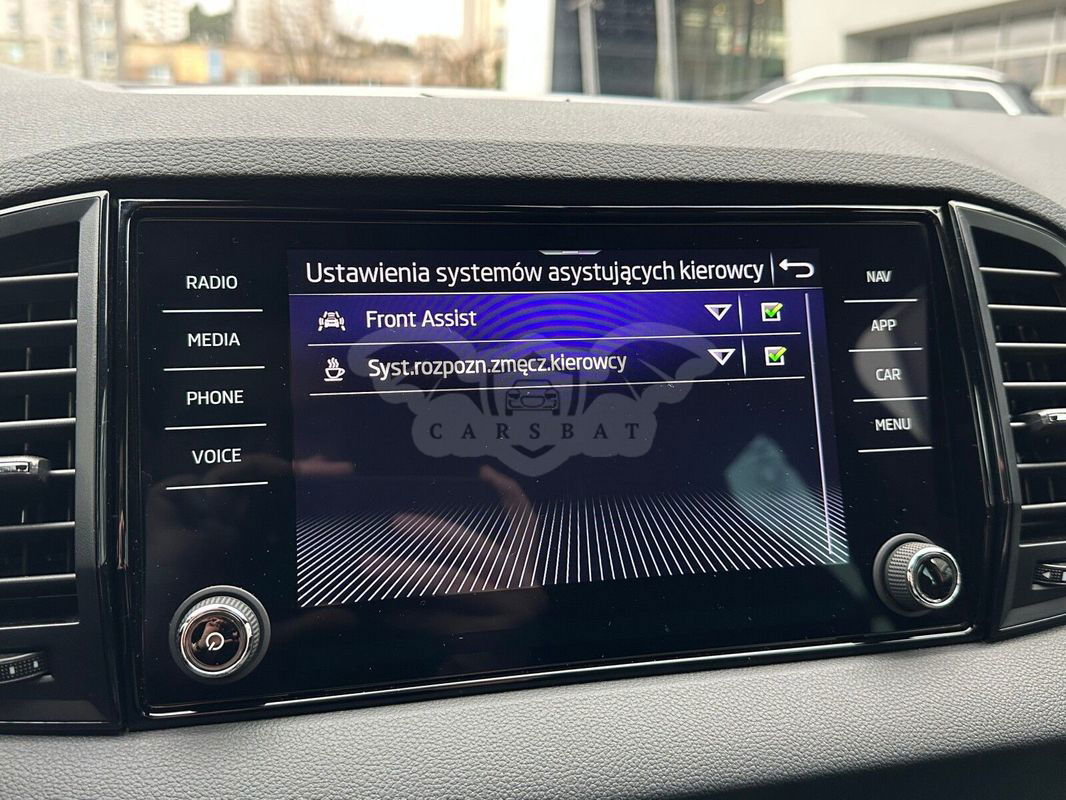 RADIO
MEDIA
PHONE
VOICE
Ustawienia systemów asystujących kierowcy
Front Assist
Syst.rozpozn.zmęcz.kierowcy
CARSBAT
NAV
APP
CAR
MENU